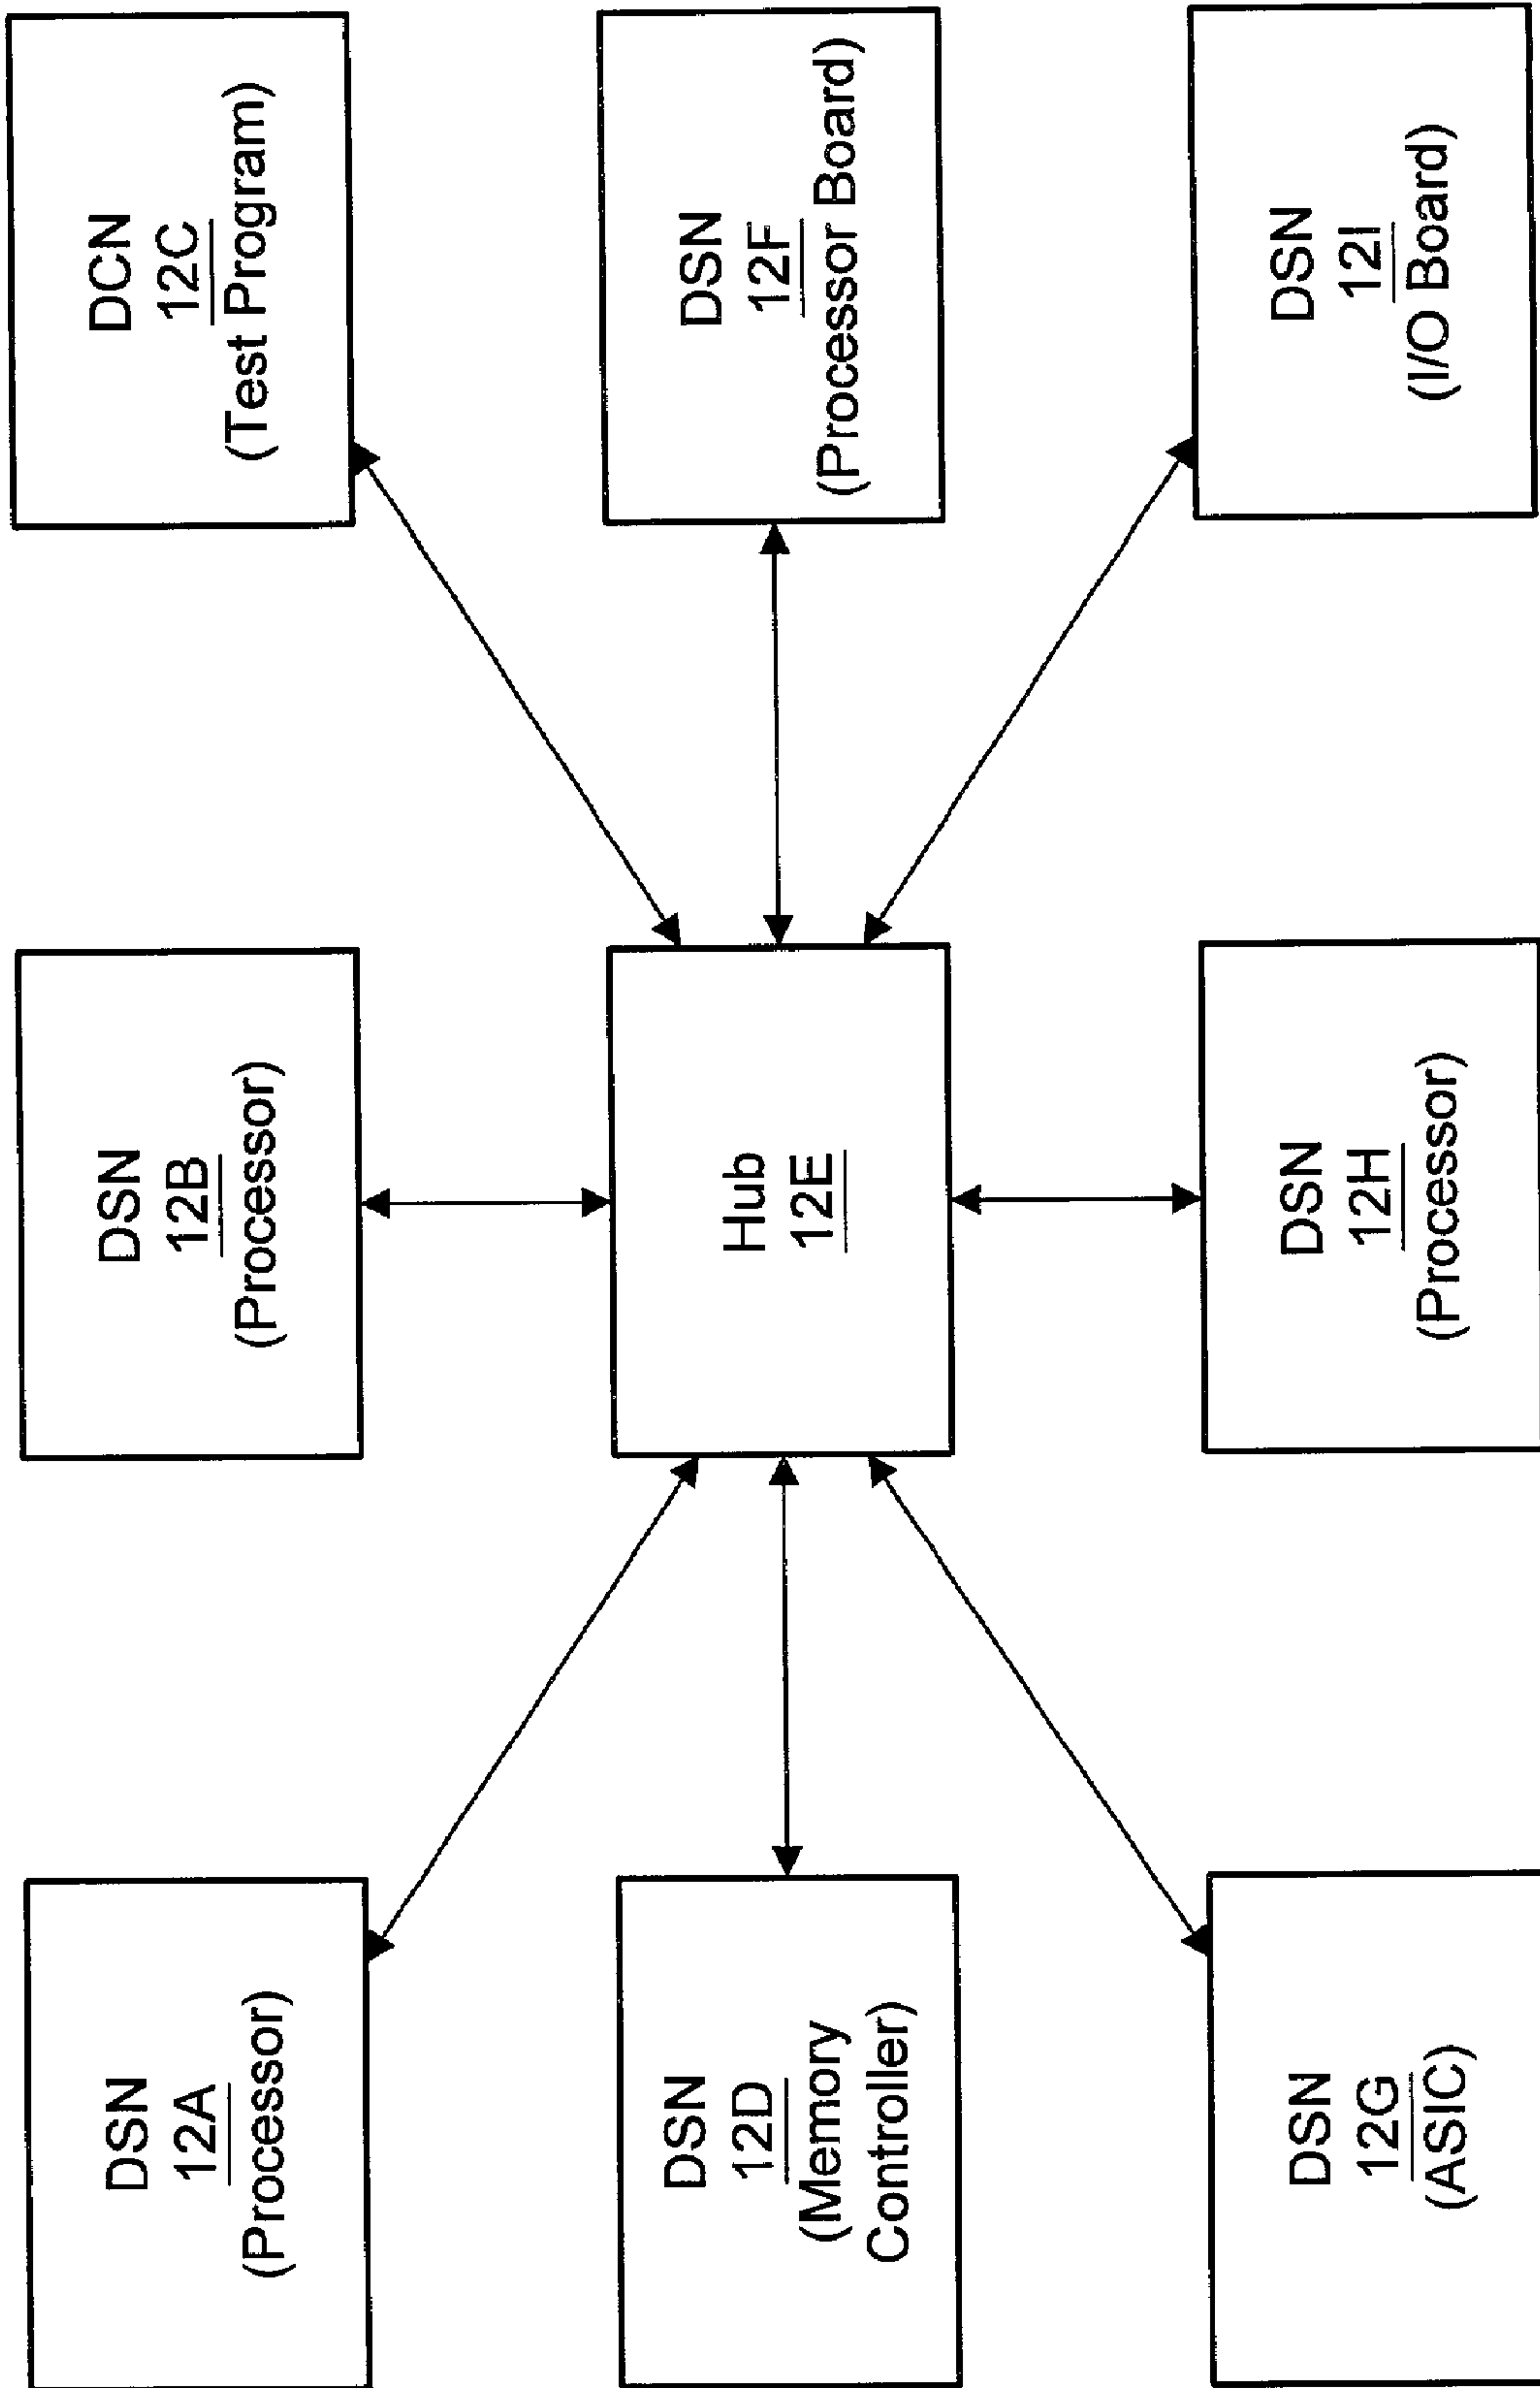 DSN
12A
(Processor)
DSN
12B
(Processor)
DCN
12C
(Test Program)
DSN
12D
(Memory
Controller)
Hub
12E
DSN
12F
(Processor Board)
DSN
12G
(ASIC)
DSN
12H
(Processor)
DSN
12I
(I/O Board)